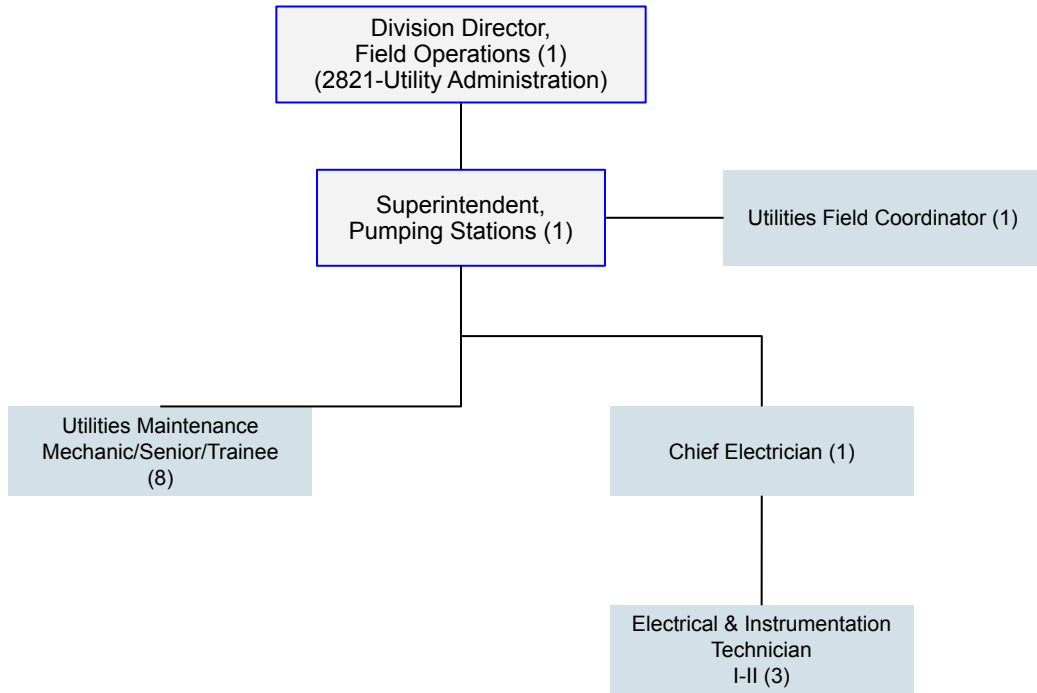 Division Director,
Field Operations (1)
(2821-Utility Administration)
Superintendent,
Pumping Stations (1)
Utilities Field Coordinator (1)
Utilities Maintenance
Mechanic/Senior/Trainee
(8)
Chief Electrician (1)
Electrical & Instrumentation
Technician
I-II (3)